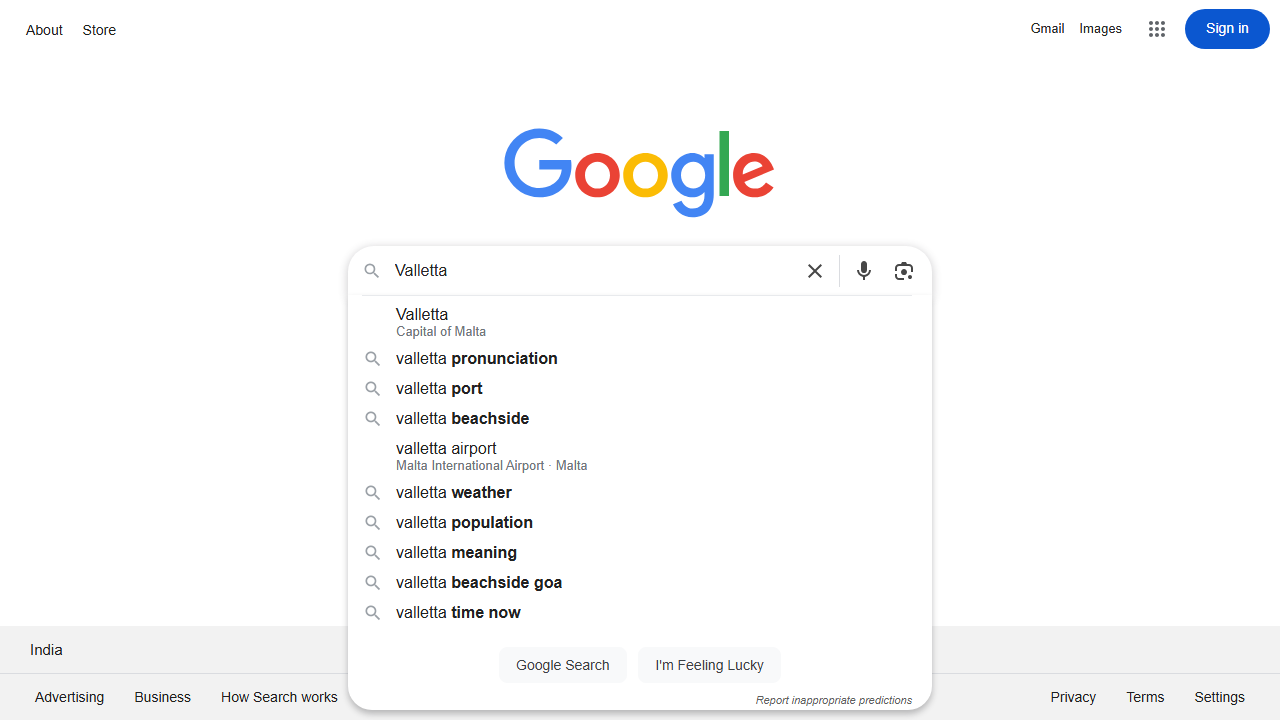 About Store
Gmail Images Sign in
Google
Valletta
Valletta
Capital of Malta
valletta pronunciation
valletta port
valletta beachside
valletta airport
Malta International Airport · Malta
valletta weather
valletta population
valletta meaning
valletta beachside goa
valletta time now
Google Search I'm Feeling Lucky
Report inappropriate predictions
India
Advertising Business How Search works
Privacy Terms Settings